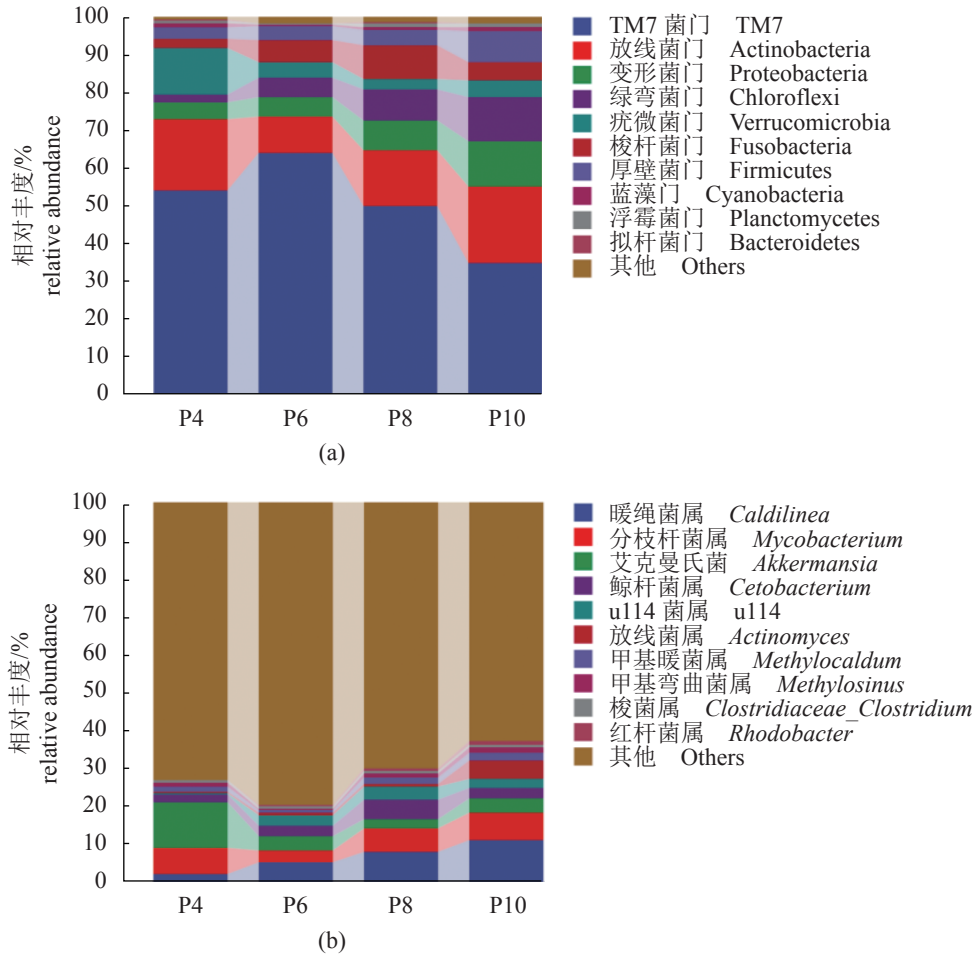 相对丰度/%
relative abundance
100
90
80
70
60
50
40
30
20
10
0
P4 P6 P8 P10
(a)
TM7 菌门 TM7
放线菌门 Actinobacteria
变形菌门 Proteobacteria
绿弯菌门 Chloroflexi
疣微菌门 Verrucomicrobia
梭杆菌门 Fusobacteria
厚壁菌门 Firmicutes
蓝藻门 Cyanobacteria
浮霉菌门 Planctomycetes
拟杆菌门 Bacteroidetes
其他 Others
相对丰度/%
relative abundance
100
90
80
70
60
50
40
30
20
10
0
P4 P6 P8 P10
(b)
暖绳菌属 Caldilinea
分枝杆菌属 Mycobacterium
艾克曼氏菌 Akkermansia
鲸杆菌属 Cetobacterium
u114 菌属 u114
放线菌属 Actinomyces
甲基暖菌属 Methylocaldum
甲基弯曲菌属 Methylosinus
梭菌属 Clostridiaceae_Clostridium
红杆菌属 Rhodobacter
其他 Others